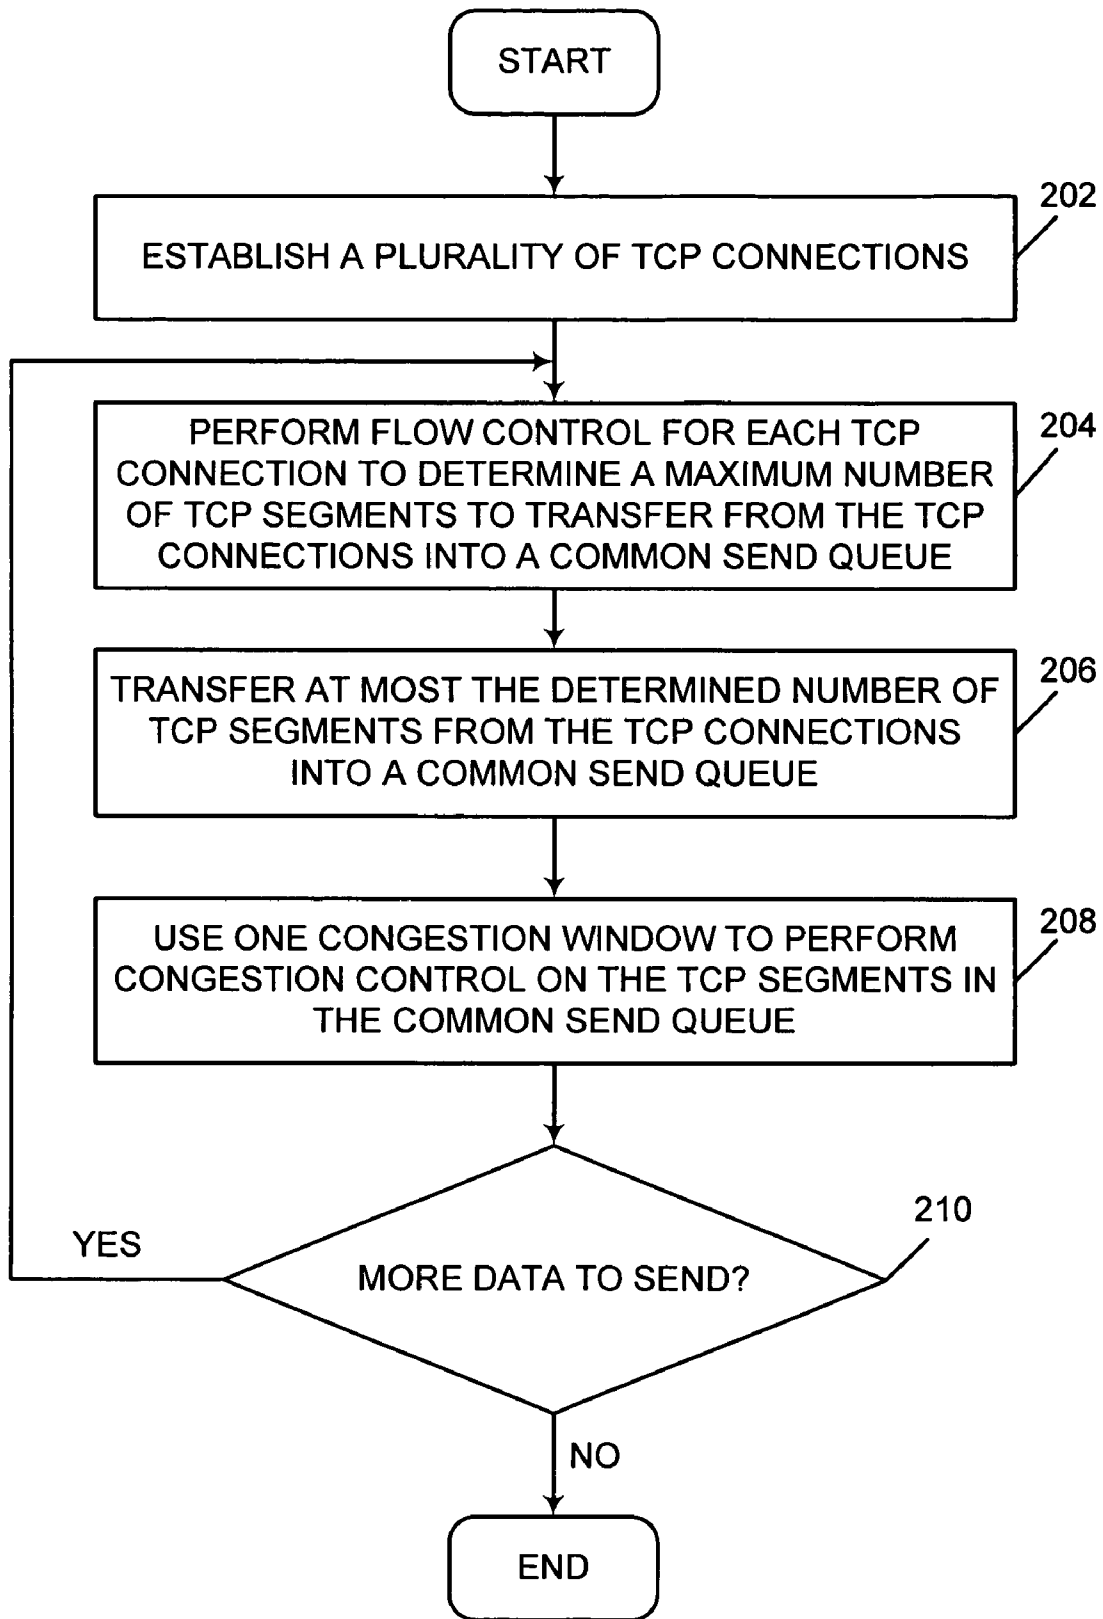 START
202
ESTABLISH A PLURALITY OF TCP CONNECTIONS
204
PERFORM FLOW CONTROL FOR EACH TCP
CONNECTION TO DETERMINE A MAXIMUM NUMBER
OF TCP SEGMENTS TO TRANSFER FROM THE TCP
CONNECTIONS INTO A COMMON SEND QUEUE
206
TRANSFER AT MOST THE DETERMINED NUMBER OF
TCP SEGMENTS FROM THE TCP CONNECTIONS
INTO A COMMON SEND QUEUE
208
USE ONE CONGESTION WINDOW TO PERFORM
CONGESTION CONTROL ON THE TCP SEGMENTS IN
THE COMMON SEND QUEUE
210
YES
MORE DATA TO SEND?
NO
END